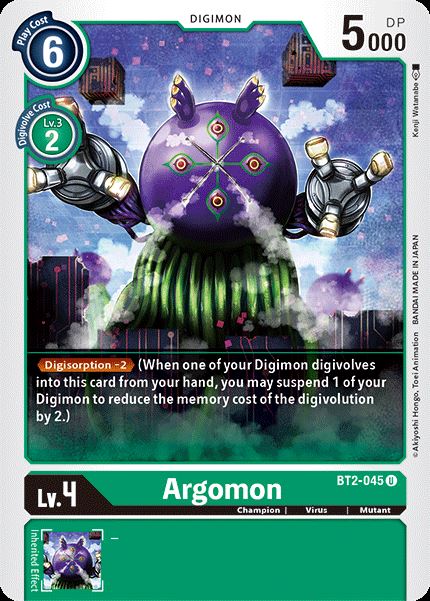 Play Cost
6
DIGIMON
5000
DP
Digivolve Cost
Lv.3
2
Kenji Watanabe
©Akiyoshi Hongo, Toei Animation BANDAI MADE IN JAPAN
Digisorption -2 (When one of your Digimon digivolves
into this card from your hand, you may suspend 1 of your
Digimon to reduce the memory cost of the digivolution
by 2.)
BT2-045 U
Lv.4
Argomon
Champion | Virus | Mutant
Inherited Effect
–